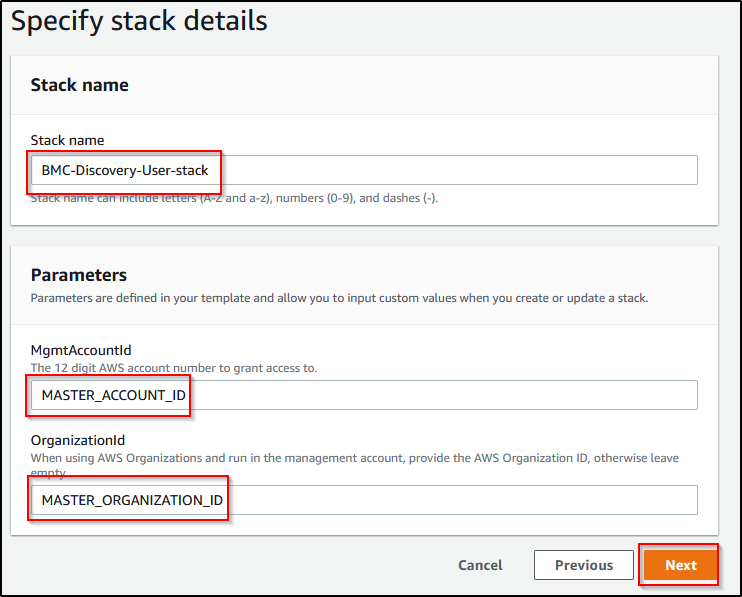 Specify stack details
Stack name
Stack name
BMC-Discovery-User-stack
Stack name can include letters (A-Z and a-z), numbers (0-9), and dashes (-).
Parameters
Parameters are defined in your template and allow you to input custom values when you create or update a stack.
MgmtAccountId
The 12 digit AWS account number to grant access to.
MASTER_ACCOUNT_ID
OrganizationId
When using AWS Organizations and run in the management account, provide the AWS Organization ID, otherwise leave
empty.
MASTER_ORGANIZATION_ID
Cancel Previous Next